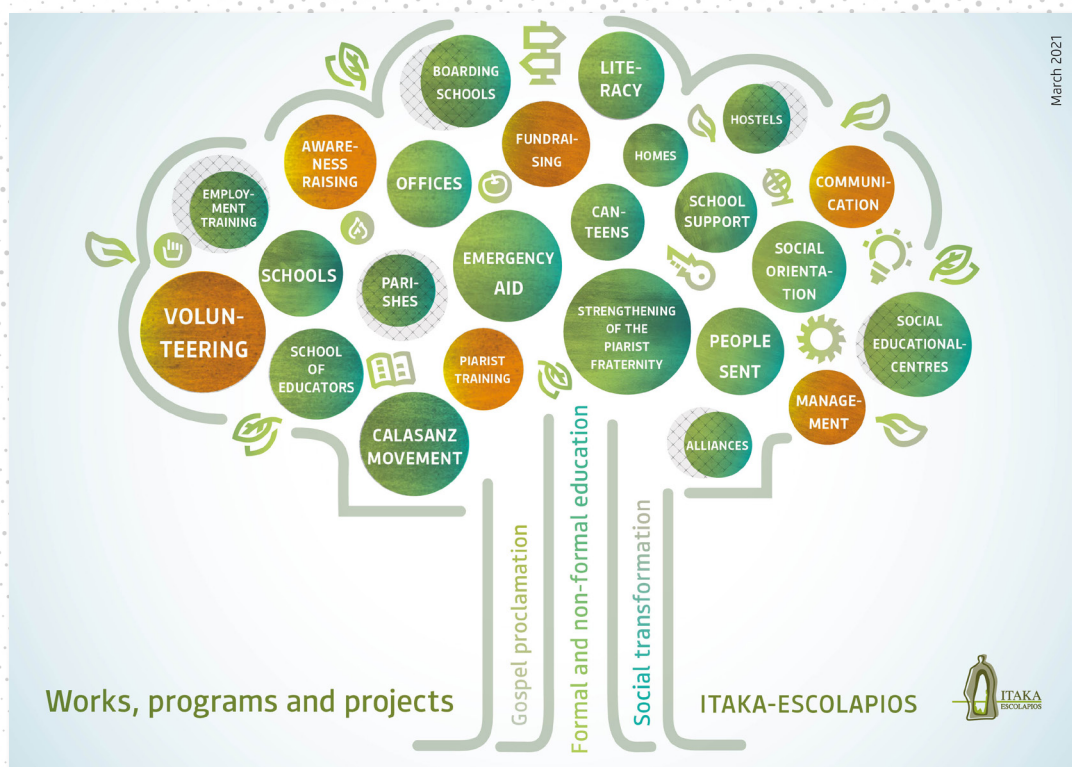 March 2021
BOARDING
SCHOOLS
LITE-
RACY
HOSTELS
AWARE-
NESS
RAISING
FUNDRAI-
SING
HOMES
OFFICES
COMMUNI-
CATION
EMPLOY-
MENT
TRAINING
CAN-
TEENS
SCHOOL
SUPPORT
SCHOOLS
EMERGENCY
AID
SOCIAL
ORIENTA-
TION
PARI-
SHES
VOLUN-
TEERING
STRENGTHENING
OF THE
PIARIST
FRATERNITY
PEOPLE
SENT
SOCIAL
EDUCATIONAL-
CENTRES
SCHOOL
OF
EDUCATORS
PIARIST
TRAINING
MANAGE-
MENT
CALASANZ
MOVEMENT
ALLIANCES
Gospel proclamation
Formal and non-formal education
Social transformation
Works, programs and projects
ITAKA-ESCOLAPIOS
ITAKA
ESCOLAPIOS